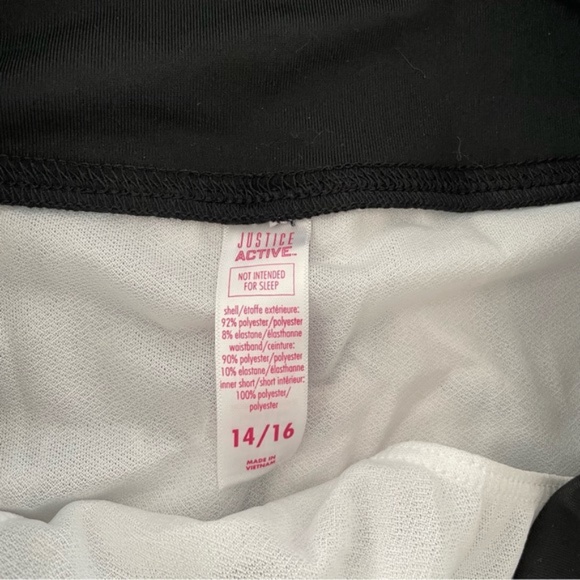 JUSTICE
ACTIVE™
NOT INTENDED
FOR SLEEP
shell/étoffe extérieure:
92% polyester/polyester
8% elastane/élasthanne
waistband/ceinture:
90% polyester/polyester
10% elastane/élasthanne
inner short/short intérieur:
100% polyester/
polyester
14/16
MADE IN
VIETNAM